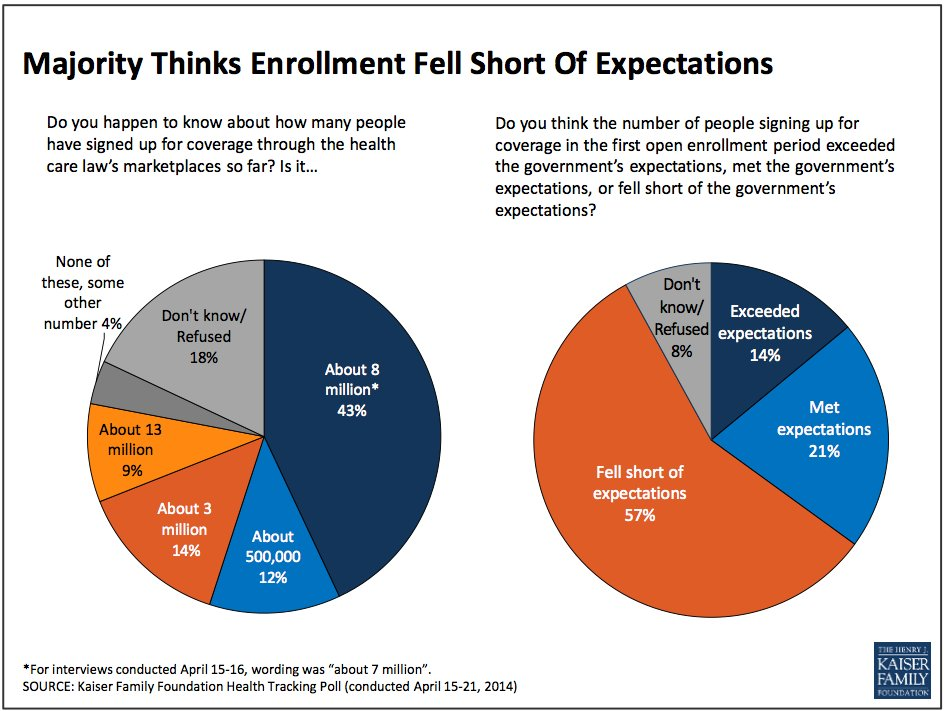 Majority Thinks Enrollment Fell Short Of Expectations
Do you happen to know about how many people
have signed up for coverage through the health
care law’s marketplaces so far? Is it…
Do you think the number of people signing up for
coverage in the first open enrollment period exceeded
the government’s expectations, met the government’s
expectations, or fell short of the government’s
expectations?
None of
these, some
other
number 4%
Don't know/
Refused
18%
About 8
million*
43%
About 13
million
9%
About 3
million
14%
About
500,000
12%
Don't
know/
Refused
8%
Exceeded
expectations
14%
Met
expectations
21%
Fell short of
expectations
57%
*For interviews conducted April 15-16, wording was “about 7 million”.
SOURCE: Kaiser Family Foundation Health Tracking Poll (conducted April 15-21, 2014)
THE HENRY J.
KAISER
FAMILY
FOUNDATION